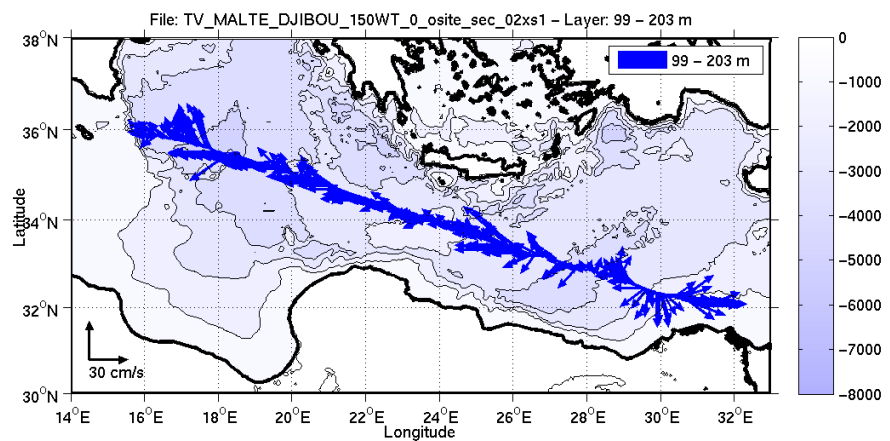 File: TV_MALTE_DJIBOU_150WT_0_osite_sec_02xs1 – Layer: 99 – 203 m
99 – 203 m
38°N
36°N
34°N
32°N
30°N
Latitude
30 cm/s
14°E 16°E 18°E 20°E 22°E 24°E 26°E 28°E 30°E 32°E
Longitude
0
−1000
−2000
−3000
−4000
−5000
−6000
−7000
−8000